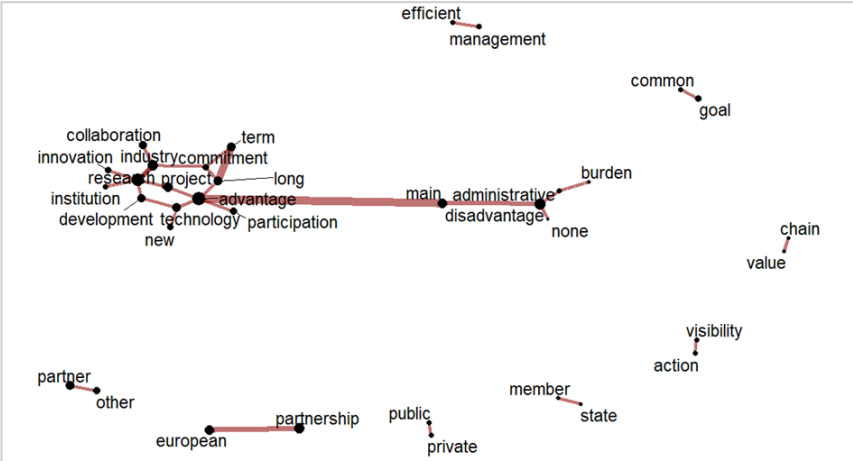 efficient
management
common
goal
collaboration
term
innovation
industry
commitment
research
project
long
institution
advantage
development
technology
participation
new
main
administrative
burden
disadvantage
none
chain
value
visibility
action
partner
other
member
state
public
private
partnership
european